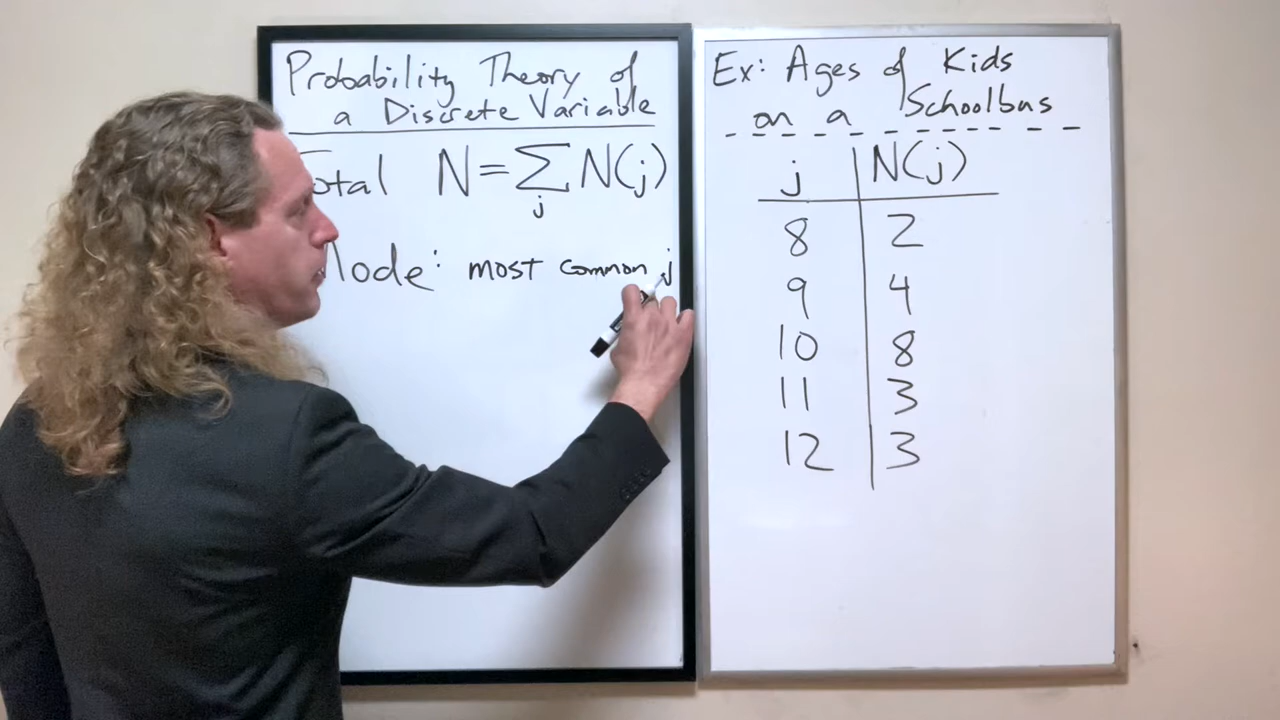 Probability Theory of
a Discrete Variable
Total N = Σ N(j)
j
Mode: most common j
Ex: Ages of Kids
on a Schoolbus
j N(j)
8 2
9 4
10 8
11 3
12 3